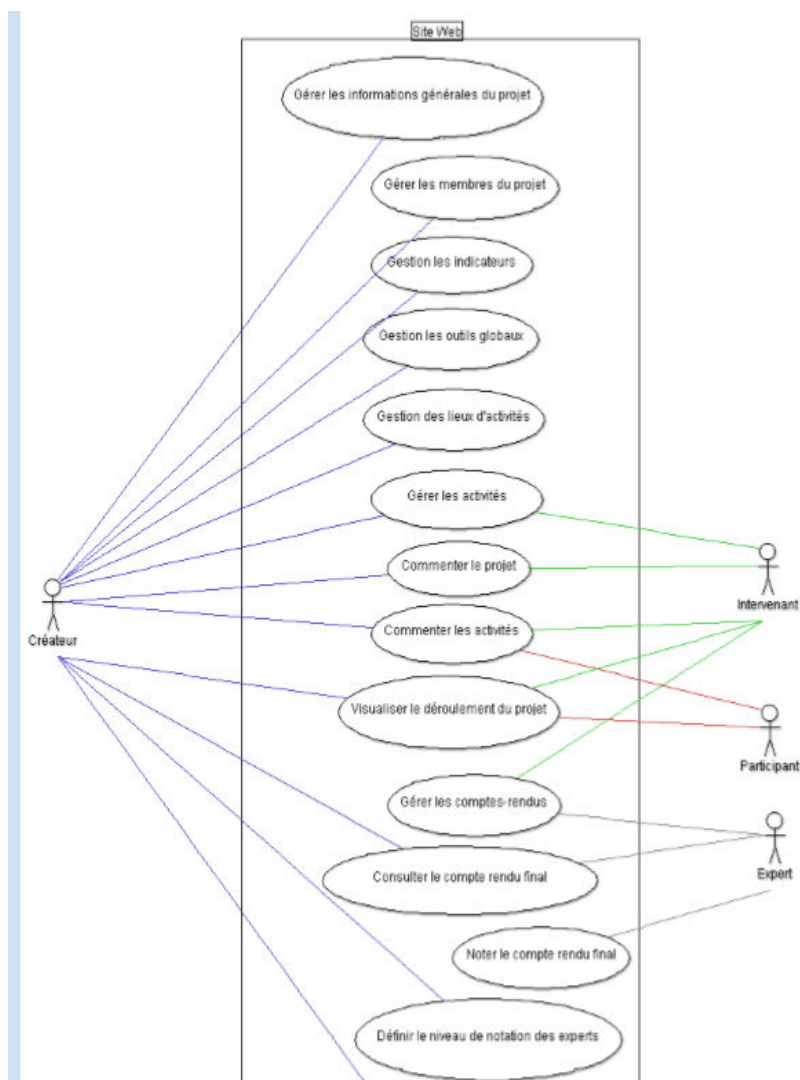 Site Web
Gérer les informations générales du projet
Gérer les membres du projet
Gestion les indicateurs
Gestion les outils globaux
Gestion des lieux d'activités
Gérer les activités
Commenter le projet
Intervenant
Créateur
Commenter les activités
Visualiser le déroulement du projet
Participant
Gérer les comptes-rendus
Consulter le compte rendu final
Expert
Noter le compte rendu final
Définir le niveau de notation des experts